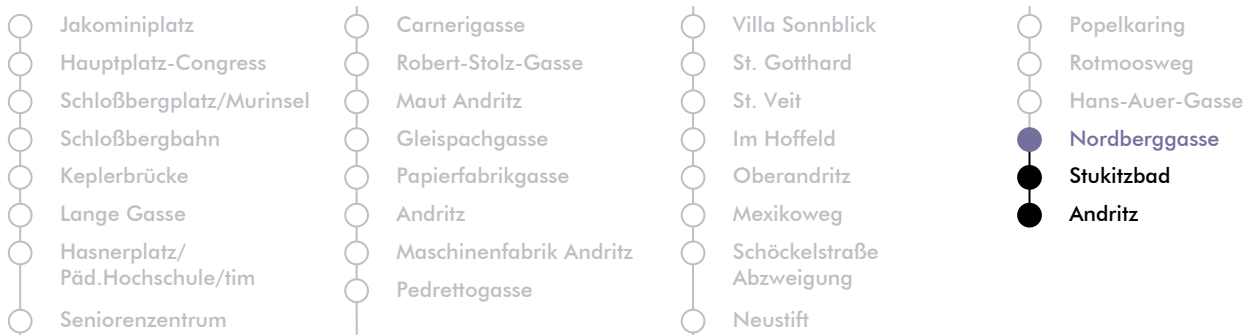 Jakominiplatz
Hauptplatz-Congress
Schloßbergplatz/Murinsel
Schloßbergbahn
Keplerbrücke
Lange Gasse
Hasnerplatz/
Päd.Hochschule/tim
Seniorenzentrum
Carnerigasse
Robert-Stolz-Gasse
Maut Andritz
Gleispachgasse
Papierfabrikgasse
Andritz
Maschinenfabrik Andritz
Pedrettogasse
Villa Sonnblick
St. Gotthard
St. Veit
Im Hoffeld
Oberandritz
Mexikoweg
Schöckelstraße
Abzweigung
Neustift
Popelkaring
Rotmoosweg
Hans-Auer-Gasse
Nordberggasse
Stukitzbad
Andritz